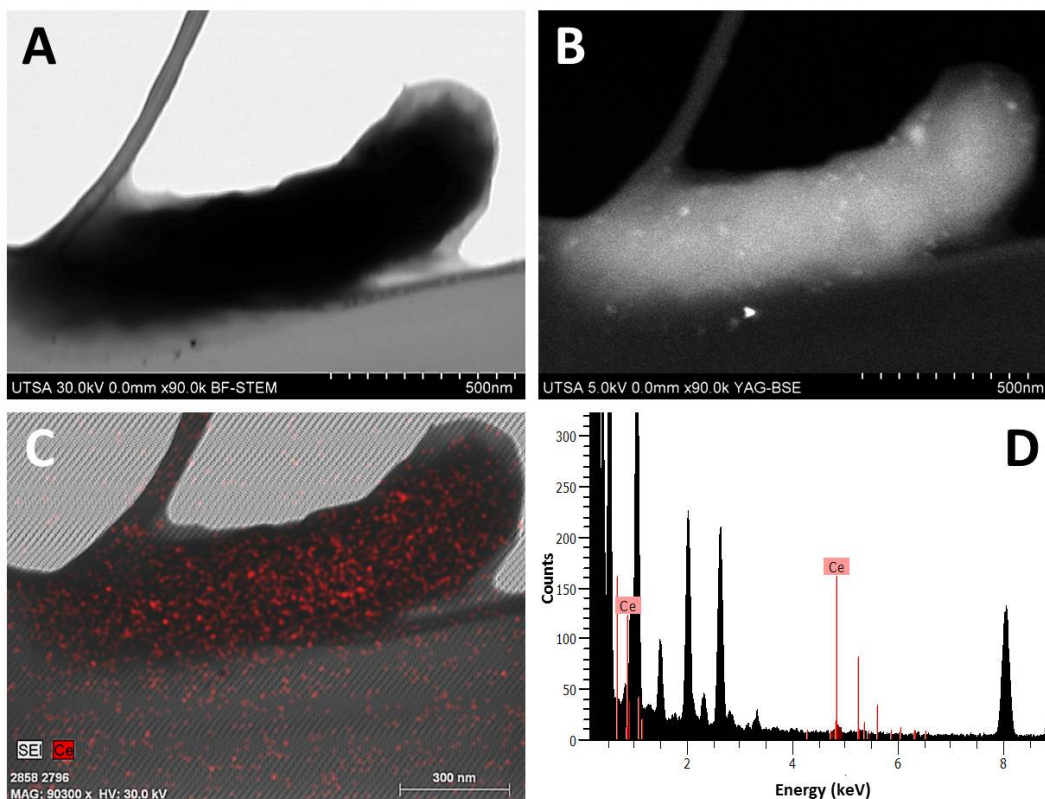 A
UTSA 30.0kV 0.0mm x90.0k BF-STEM
500nm
B
UTSA 5.0kV 0.0mm x90.0k YAG-BSE
500nm
C
SEI Ce
2858 2796
MAG: 90300 x HV: 30.0 kV
300 nm
D
300
250
200
150
100
50
0
Counts
Ce
Ce
2 4 6 8
Energy (keV)